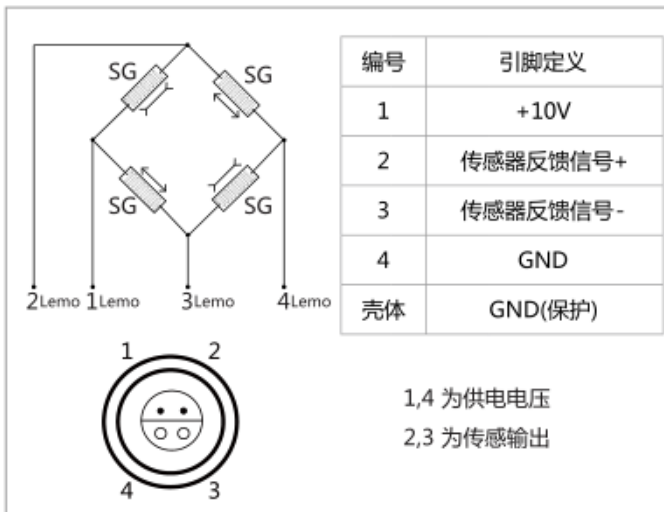 SG SG
SG SG
2Lemo 1Lemo 3Lemo 4Lemo
编号 引脚定义
1 +10V
2 传感器反馈信号+
3 传感器反馈信号-
4 GND
壳体 GND(保护)
1 2
4 3
1,4 为供电电压
2,3 为传感输出